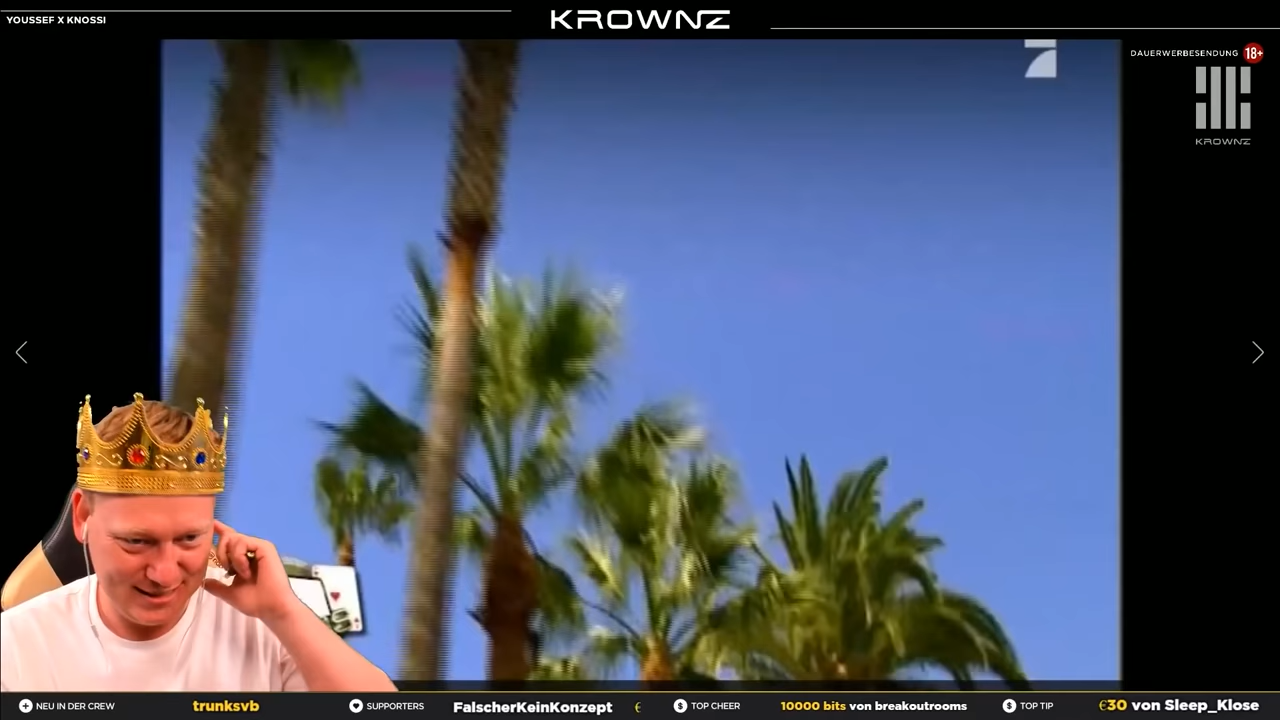 YOUSSEF X KNOSSI
KROWNZ
DAUERWERBESENDUNG 18+
KROWNZ
NEU IN DER CREW trunksvb SUPPORTERS FalscherKeinKonzept € TOP CHEER 10000 bits von breakoutrooms TOP TIP €30 von Sleep_Klose